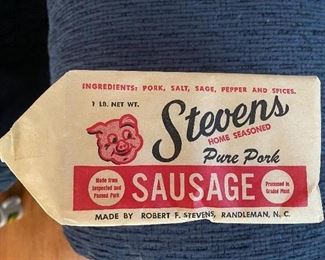 INGREDIENTS: PORK, SALT, SAGE, PEPPER AND SPICES.
1 LB. NET WT.
Stevens
HOME SEASONED
Pure Pork
Made from
Inspected and
Passed Pork
SAUSAGE
Processed in
Graded Plant
MADE BY ROBERT F. STEVENS, RANDLEMAN, N. C.